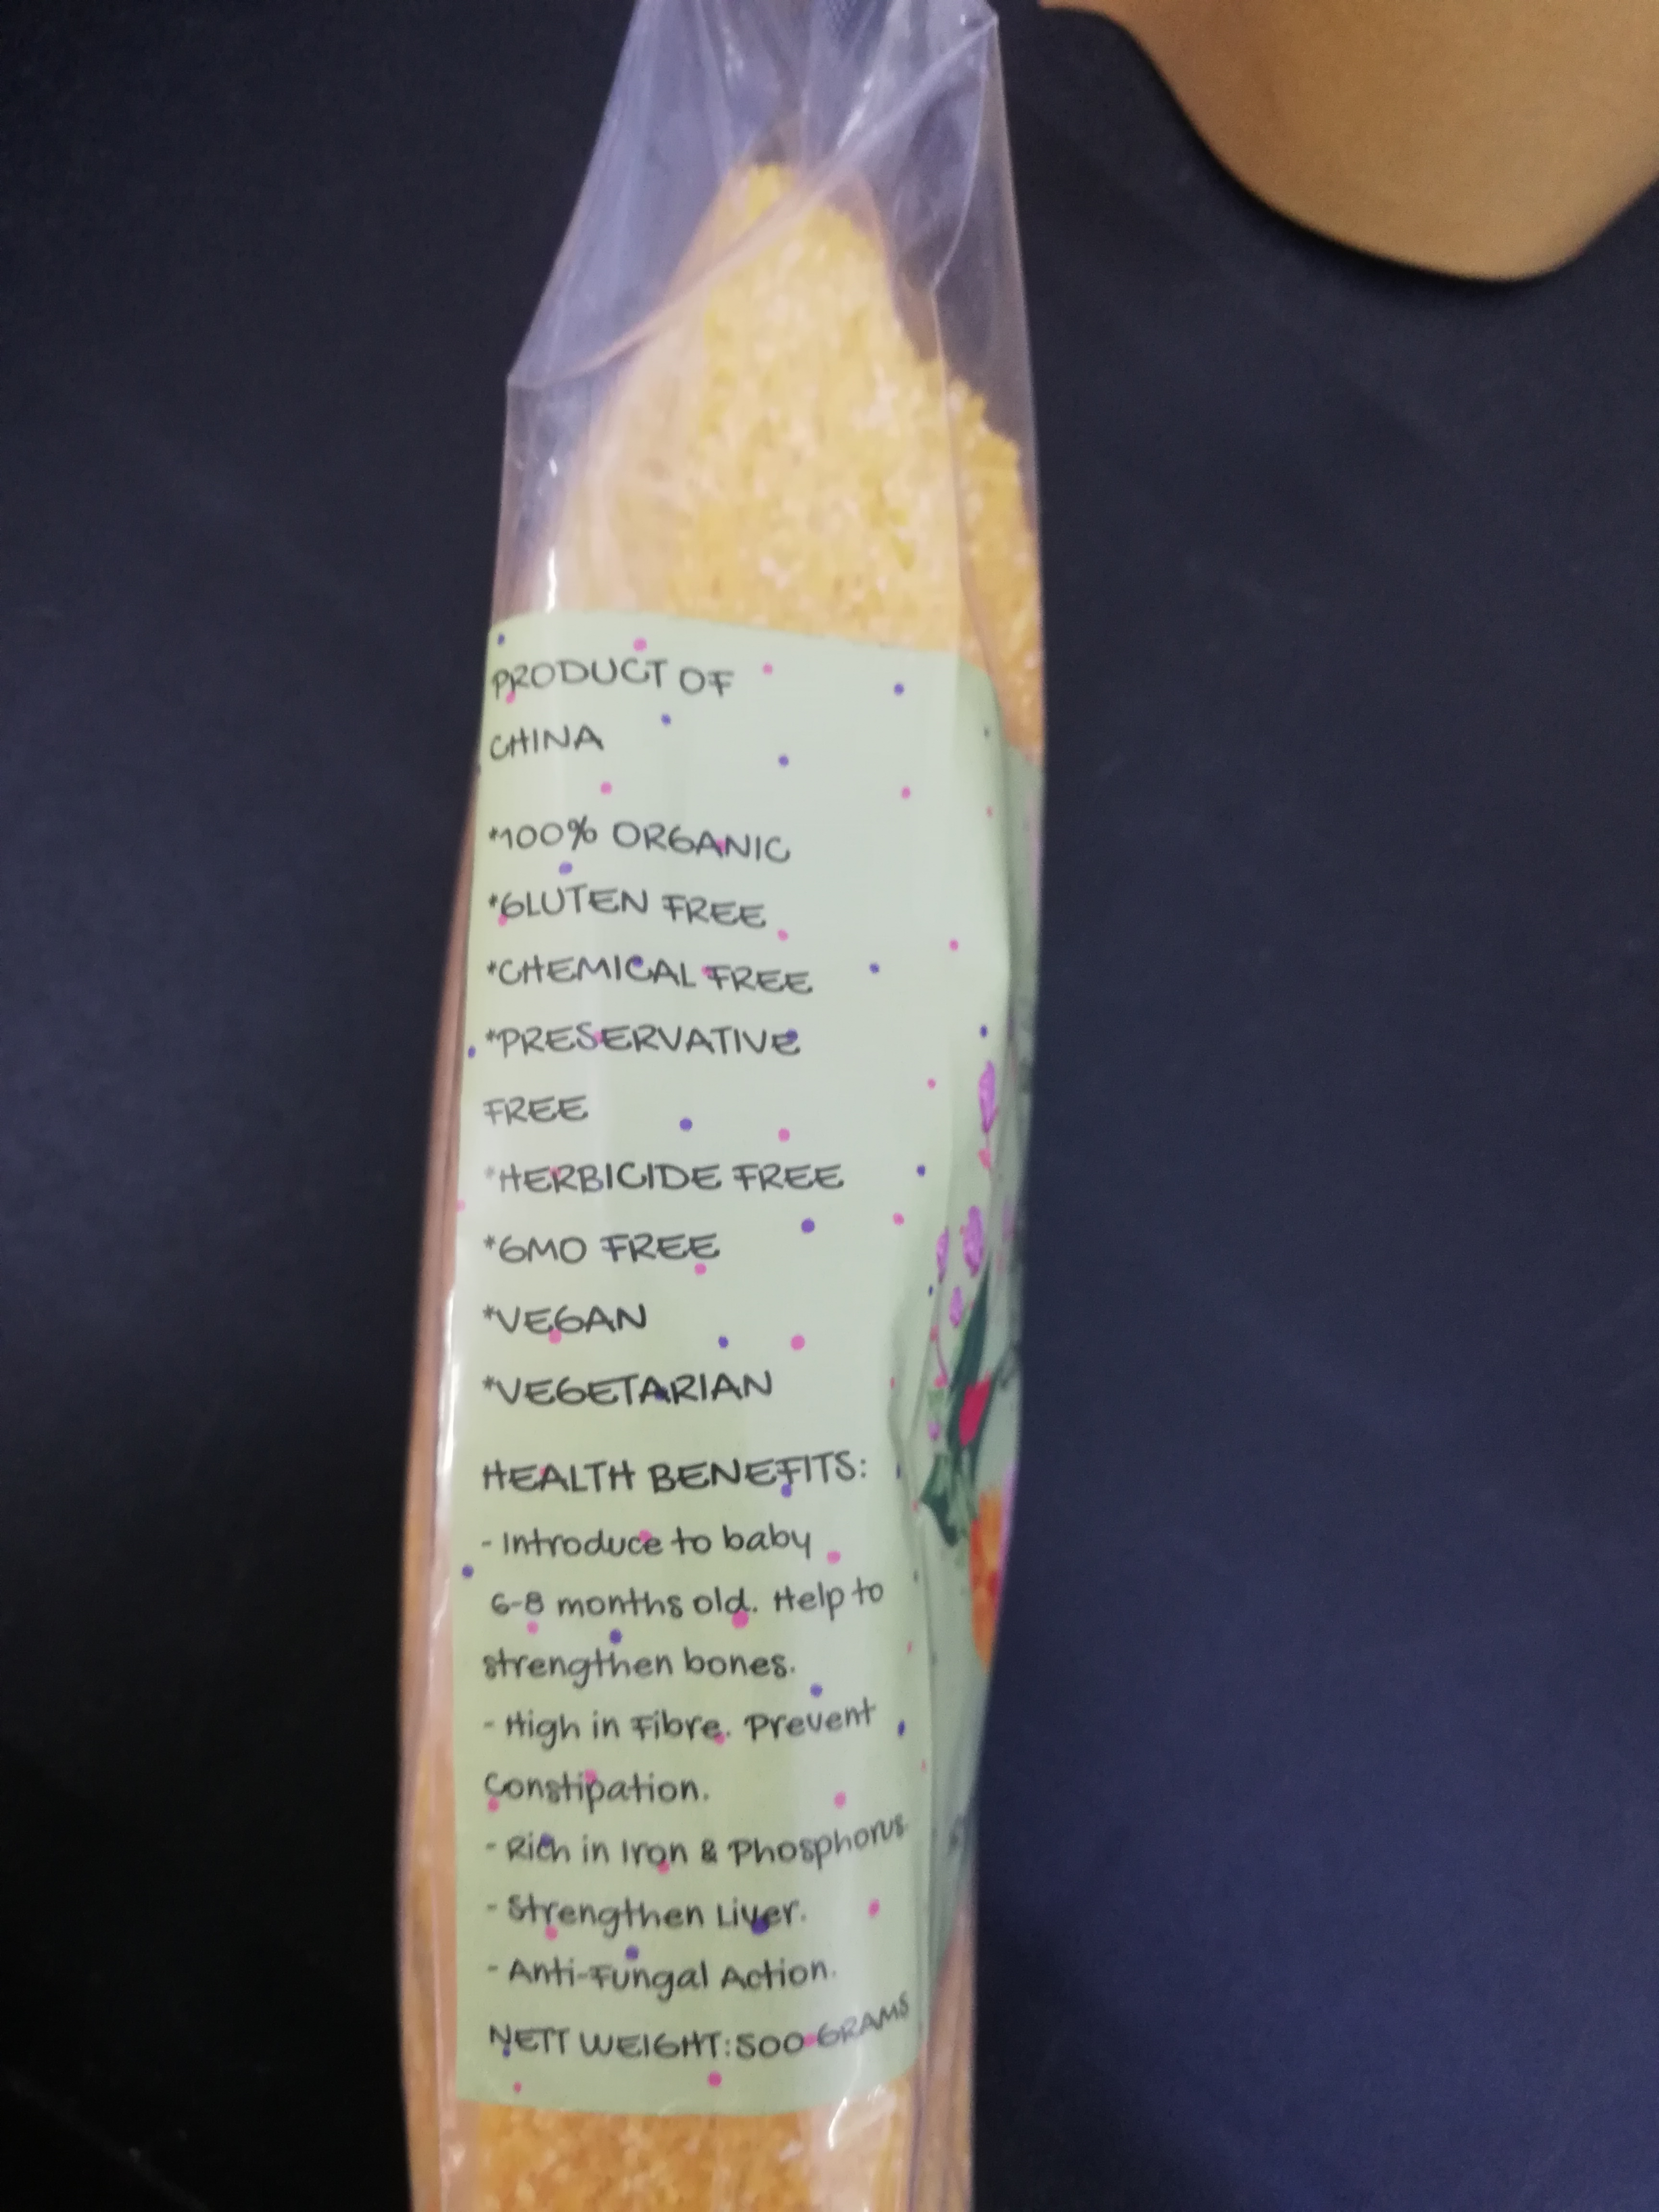 PRODUCT OF
CHINA
*100% ORGANIC
*GLUTEN FREE
*CHEMICAL FREE
*PRESERVATIVE
FREE
*HERBICIDE FREE
*GMO FREE
*VEGAN
*VEGETARIAN
HEALTH BENEFITS:
- Introduce to baby
6-8 months old. Help to
strengthen bones.
- High in Fibre. Prevent
Constipation.
- Rich in Iron & Phosphorus
- Strengthen Liver.
- Anti-Fungal Action.
NETT WEIGHT:500 GRAMS